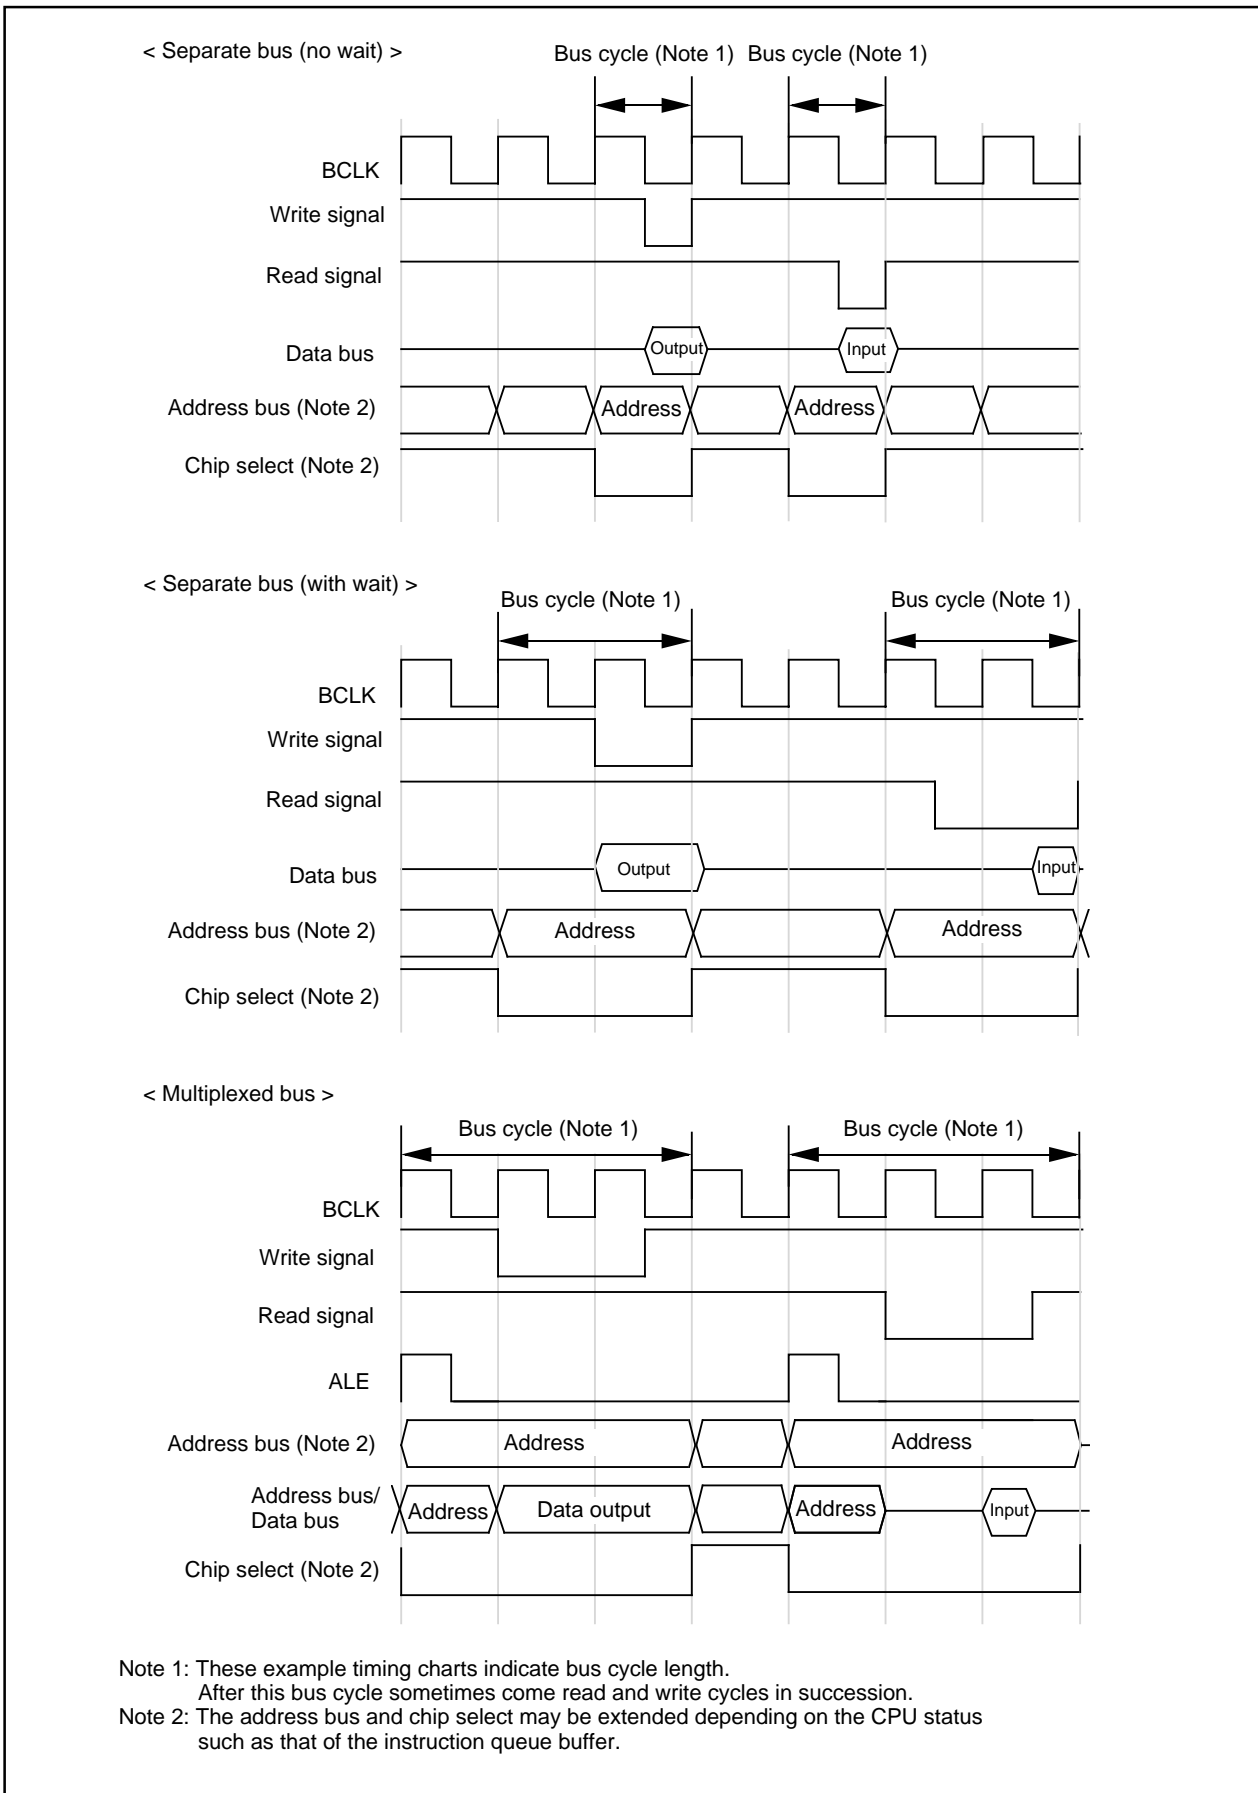 < Separate bus (no wait) >
Bus cycle (Note 1) Bus cycle (Note 1)
BCLK
Write signal
Read signal
Data bus
Output
Input
Address bus (Note 2)
Address
Address
Chip select (Note 2)
< Separate bus (with wait) >
Bus cycle (Note 1)
Bus cycle (Note 1)
BCLK
Write signal
Read signal
Data bus
Output
Input
Address bus (Note 2)
Address
Address
Chip select (Note 2)
< Multiplexed bus >
Bus cycle (Note 1)
Bus cycle (Note 1)
BCLK
Write signal
Read signal
ALE
Address bus (Note 2)
Address
Address
Address bus/
Data bus
Address
Data output
Address
Input
Chip select (Note 2)
Note 1: These example timing charts indicate bus cycle length.
After this bus cycle sometimes come read and write cycles in succession.
Note 2: The address bus and chip select may be extended depending on the CPU status
such as that of the instruction queue buffer.